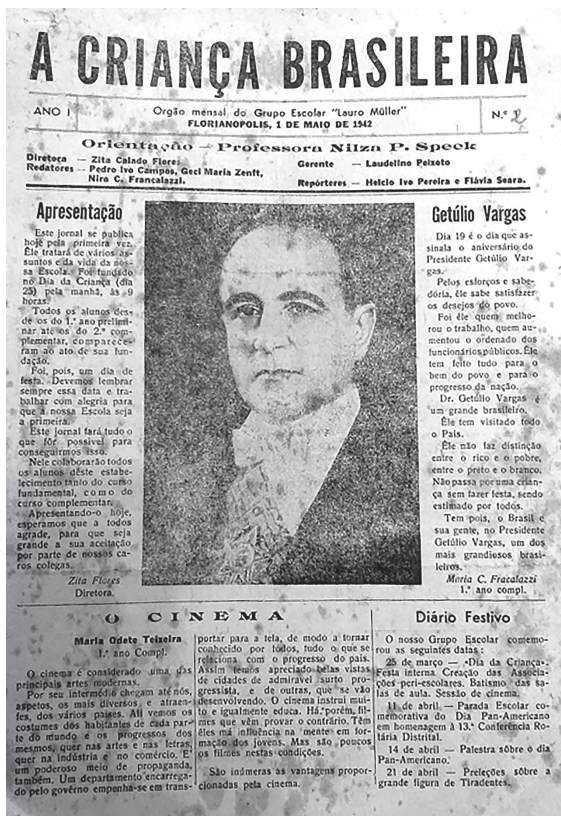 A CRIANÇA BRASILEIRA
ANO I
Orgão mensal do Grupo Escolar "Lauro Müller"
FLORIANOPOLIS, 1 DE MAIO DE 1942
N.º 2
Orientação — Professora Nilza P. Speck
Diretora — Zita Calado Flores
Redatores — Pedro Ivo Campos, Geci Maria Zenft,
Niro C. Francalazzi.
Gerente — Laudelino Peixoto
Repórteres — Helcio Ivo Pereira e Flávia Seara.
Apresentação
Este jornal se publica
hoje pela primeira vez.
Ele tratará de vários as-
suntos e da vida da nos-
sa Escola. Foi fundado
no Dia da Criança (dia
25) pela manhã, às 9
horas.
Todos os alunos des-
de os do 1.º ano prelimi-
nar até os do 2.º com-
plementar, comparece-
ram ao ato de sua fun-
dação.
Foi, pois, um dia de
festa. Devemos lembrar
sempre essa data e tra-
balhar com alegria para
que a nossa Escola seja
a primeira.
Este jornal fará tudo o
que fôr possível para
conseguirmos isso.
Nele colaborarão todos
os alunos dêste estabe-
lecimento tanto do curso
fundamental, como do
curso complementar.
Apresentando-o hoje,
esperamos que a todos
agrade, para que seja
grande a sua aceitação
por parte de nossos ca-
ros colegas.
Zita Flores
Diretora.
Getúlio Vargas
Dia 19 é o dia que as-
sinala o aniversário do
Presidente Getúlio Var-
gas.
Pelos esforços e sabe-
dória, êle sabe satisfazer
os desejos do povo.
Foi êle quem melho-
rou o trabalho, quem au-
mentou o ordenado dos
funcionários públicos. Êle
tem feito tudo para o
bem do povo e para o
progresso da nação.
Dr. Getúlio Vargas é
um grande brasileiro.
Êle tem visitado todo
o País.
Êle não faz distinção
entre o rico e o pobre,
entre o preto e o branco.
Não passa por uma crian-
ça sem fazer festa, sendo
estimado por todos.
Tem pois, o Brasil e
sua gente, no Presidente
Getúlio Vargas, um dos
mais grandiosos brasi-
leiros.
Maria C. Fracalazzi
1.º ano compl.
O CINEMA
Maria Odete Teixeira
1.º ano Compl.
O cinema é considerado uma das
principais artes modernas.
Por seu intermédio chegam até nós,
aspetos, os mais diversos e atraen-
fes, dos vários países. Ali vemos os
costumes dos habitantes de cada par-
te do mundo e os progressos dos
mesmos, quer nas artes e nas letras,
quer na indústria e no comércio. E'
um poderoso meio de propaganda,
também. Um departamento encarrega-
do pelo govêrno empenha-se em trans-
portar para a tela, de modo a tornar
conhecido por todos, tudo o que se
relaciona com o progresso do país.
Assim temos apreciado belas vistas
de cidades de admiravel surto pro-
gressista, e de outras, que se vão
desenvolvendo. O cinema instrui mui-
to e igualmente educa. Há, porém, fil-
mes que vêm provar o contrário. Têm
êles má influência na mente em for-
mação dos jovens. Mas são poucos
os filmes nestas condições.
São inúmeras as vantagens propor-
cionadas pela cinema.
Diário Festivo
O nosso Grupo Escolar comemo-
rou as seguintes datas:
25 de março — «Dia da Criança».
Festa interna Creação das Associa-
ções peri-escolares. Batismo das sa-
las de aula. Sessão de cinema.
11 de abril — Parada Escolar co-
memorativa do Dia Pan-Americano
em homenagem à 13.ª Conferência Ro-
tária Distrital.
14 de abril — Palestra sôbre o dia
Pan-Americano.
21 de abril — Preleções sôbre a
grande figura de Tiradentes.